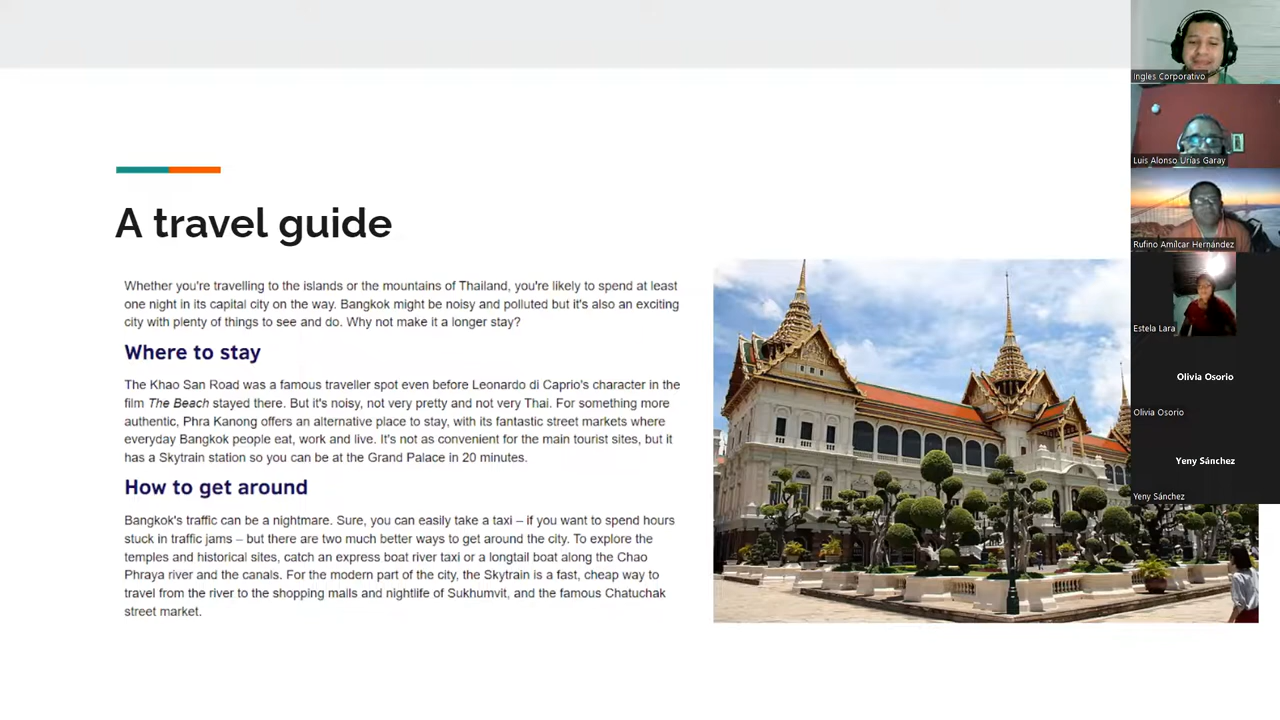 A travel guide
Whether you're travelling to the islands or the mountains of Thailand, you're likely to spend at least
one night in its capital city on the way. Bangkok might be noisy and polluted but it's also an exciting
city with plenty of things to see and do. Why not make it a longer stay?
Where to stay
The Khao San Road was a famous traveller spot even before Leonardo di Caprio's character in the
film The Beach stayed there. But it's noisy, not very pretty and not very Thai. For something more
authentic, Phra Kanong offers an alternative place to stay, with its fantastic street markets where
everyday Bangkok people eat, work and live. It's not as convenient for the main tourist sites, but it
has a Skytrain station so you can be at the Grand Palace in 20 minutes.
How to get around
Bangkok's traffic can be a nightmare. Sure, you can easily take a taxi – if you want to spend hours
stuck in traffic jams – but there are two much better ways to get around the city. To explore the
temples and historical sites, catch an express boat river taxi or a longtail boat along the Chao
Phraya river and the canals. For the modern part of the city, the Skytrain is a fast, cheap way to
travel from the river to the shopping malls and nightlife of Sukhumvit, and the famous Chatuchak
street market.
Ingles Corporativo
Luis Alonso Urías Garay
Rufino Amílcar Hernández
Estela Lara
Olivia Osorio
Olivia Osorio
Yeny Sánchez
Yeny Sánchez